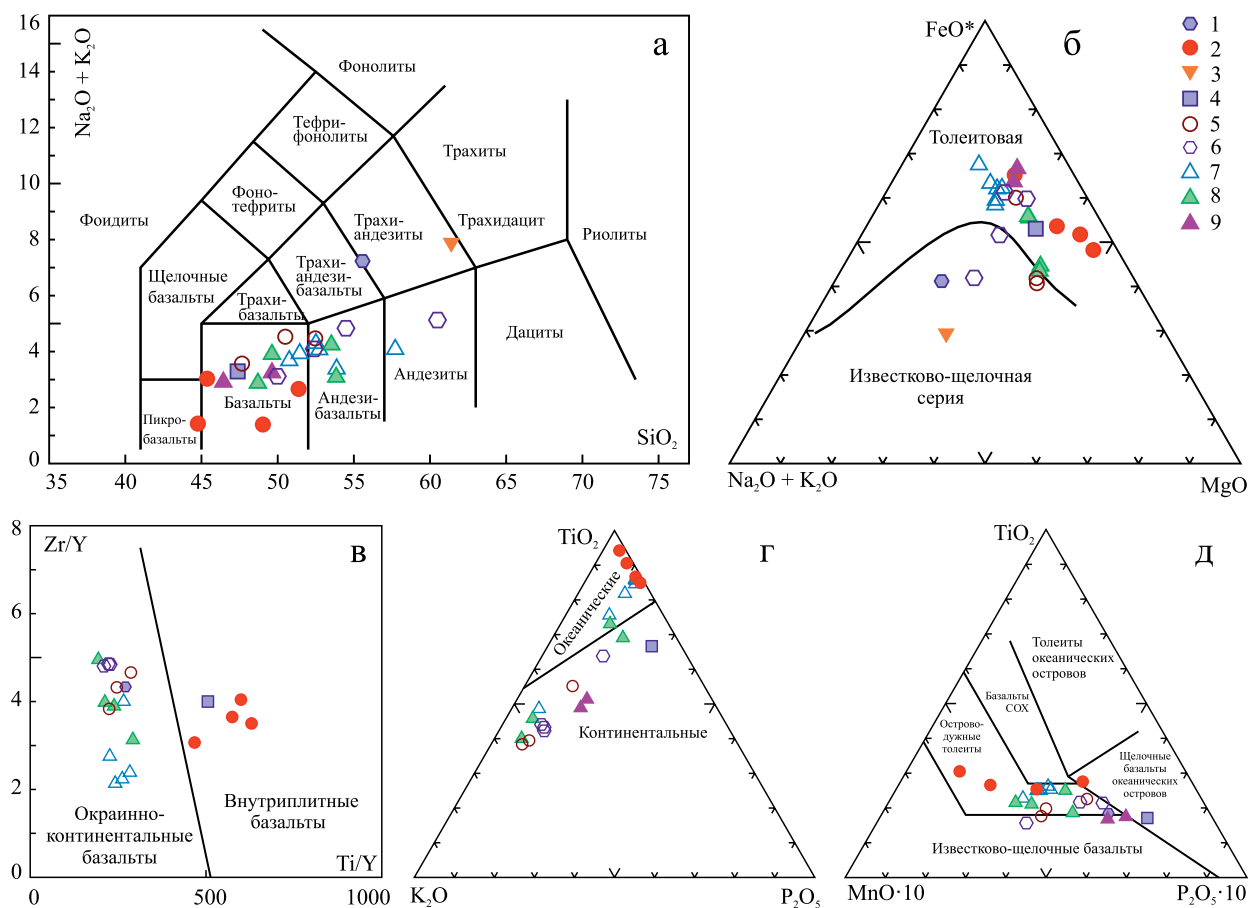 а
16
14
12
10
8
6
4
2
0
Na₂O + K₂O
Фонолиты
Тефри-
фонолиты
Трахиты
Фоно-
тефриты
Фоидиты
Трахи-
андезиты
Трахидацит
Риолиты
Щелочные
базальты
Трахи-
андези-
базальты
Трахи-
базальты
Дациты
Андезиты
Базальты
Андези-
базальты
Пикро-
базальты
SiO₂
35 40 45 50 55 60 65 70 75
б
FeO*
Толеитовая
Известково-щелочная
серия
Na₂O + K₂O
MgO
1
2
3
4
5
6
7
8
9
в
8
6
4
2
0
Zr/Y
Окраинно-
континентальные
базальты
Внутриплитные
базальты
Ti/Y
0 500 1000
г
TiO₂
Океанические
Континентальные
K₂O
P₂O₅
д
TiO₂
Толеиты
океанических
островов
Базальты
СОХ
Острово-
дужные
толеиты
Щелочные
базальты
океанических
островов
Известково-щелочные базальты
MnO·10
P₂O₅·10